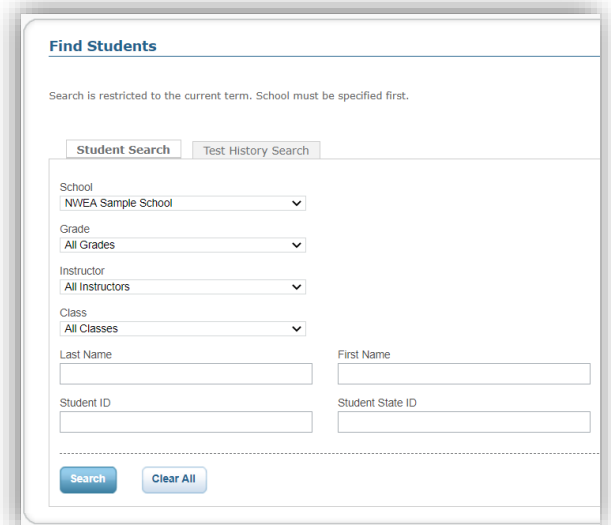 Find Students
Search is restricted to the current term. School must be specified first.
Student Search Test History Search
School
NWEA Sample School
Grade
All Grades
Instructor
All Instructors
Class
All Classes
Last Name First Name
Student ID Student State ID
Search Clear All